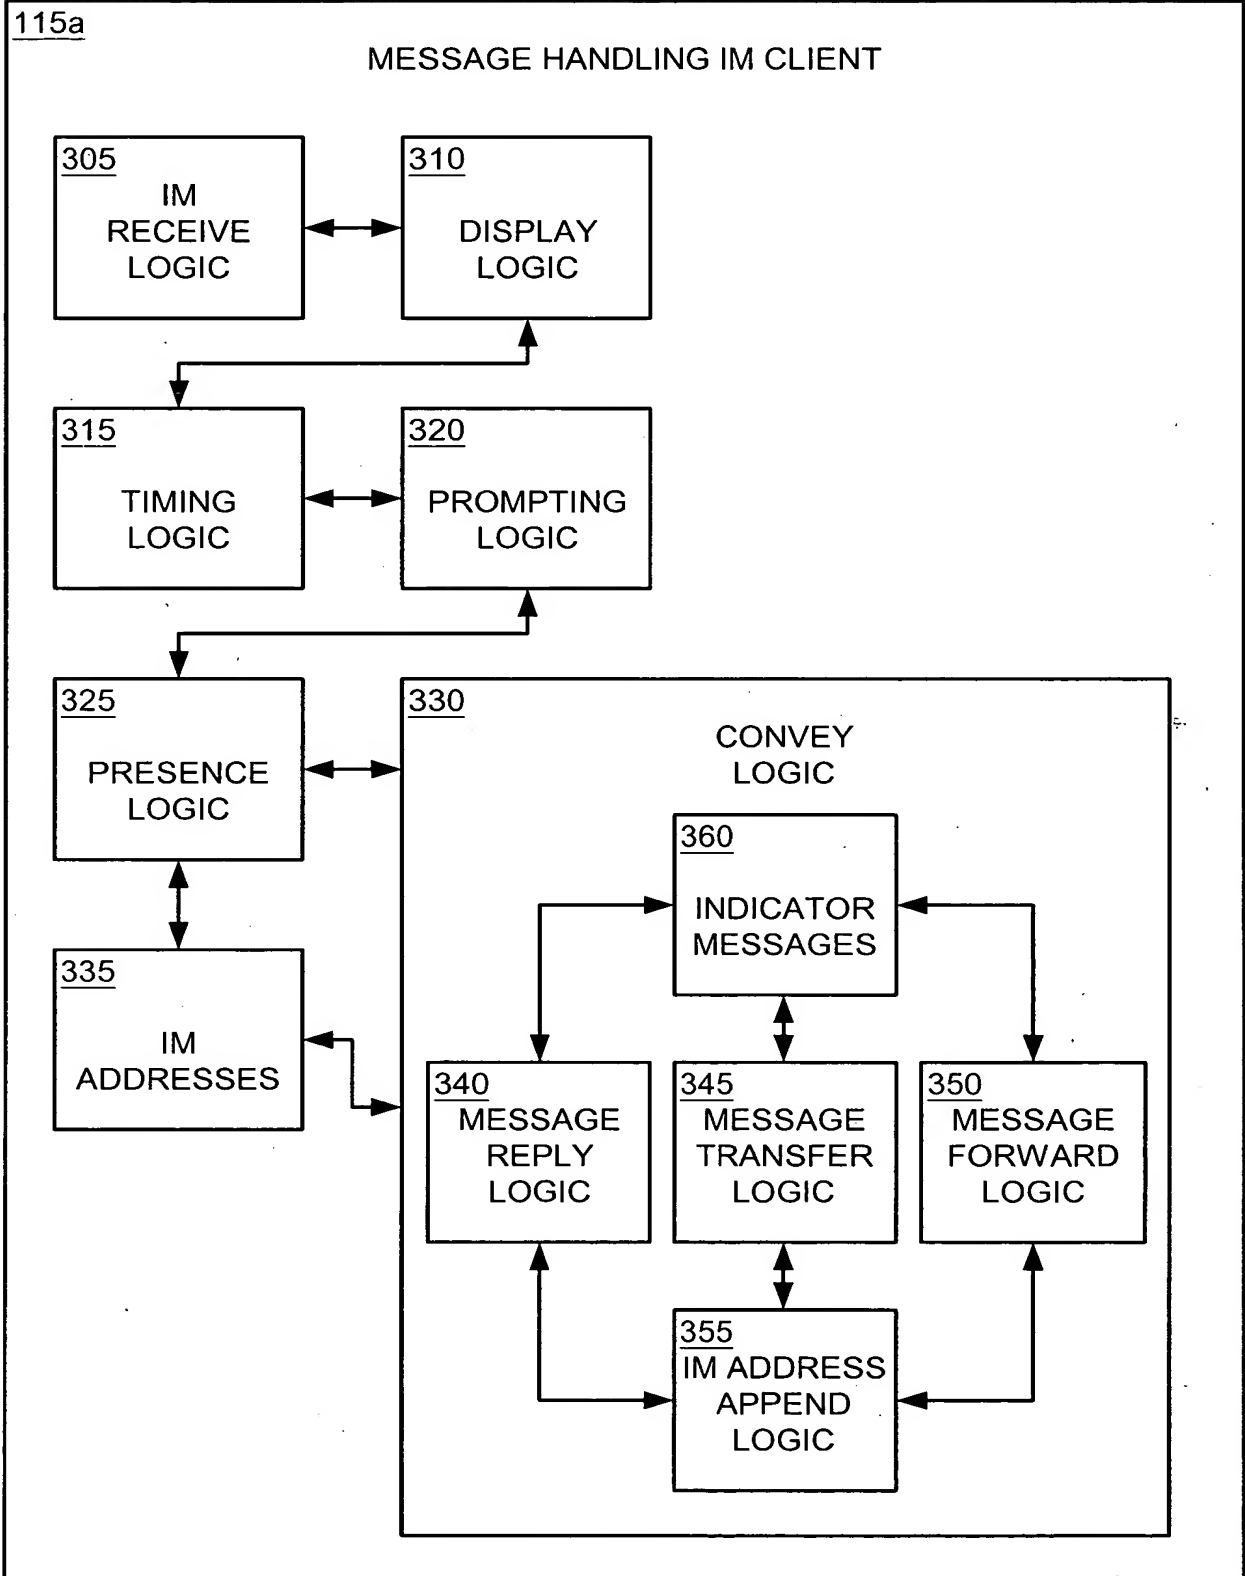 115a
MESSAGE HANDLING IM CLIENT
305
IM
RECEIVE
LOGIC
310
DISPLAY
LOGIC
315
TIMING
LOGIC
320
PROMPTING
LOGIC
325
PRESENCE
LOGIC
330
CONVEY
LOGIC
360
INDICATOR
MESSAGES
335
IM
ADDRESSES
340
MESSAGE
REPLY
LOGIC
345
MESSAGE
TRANSFER
LOGIC
350
MESSAGE
FORWARD
LOGIC
355
IM ADDRESS
APPEND
LOGIC